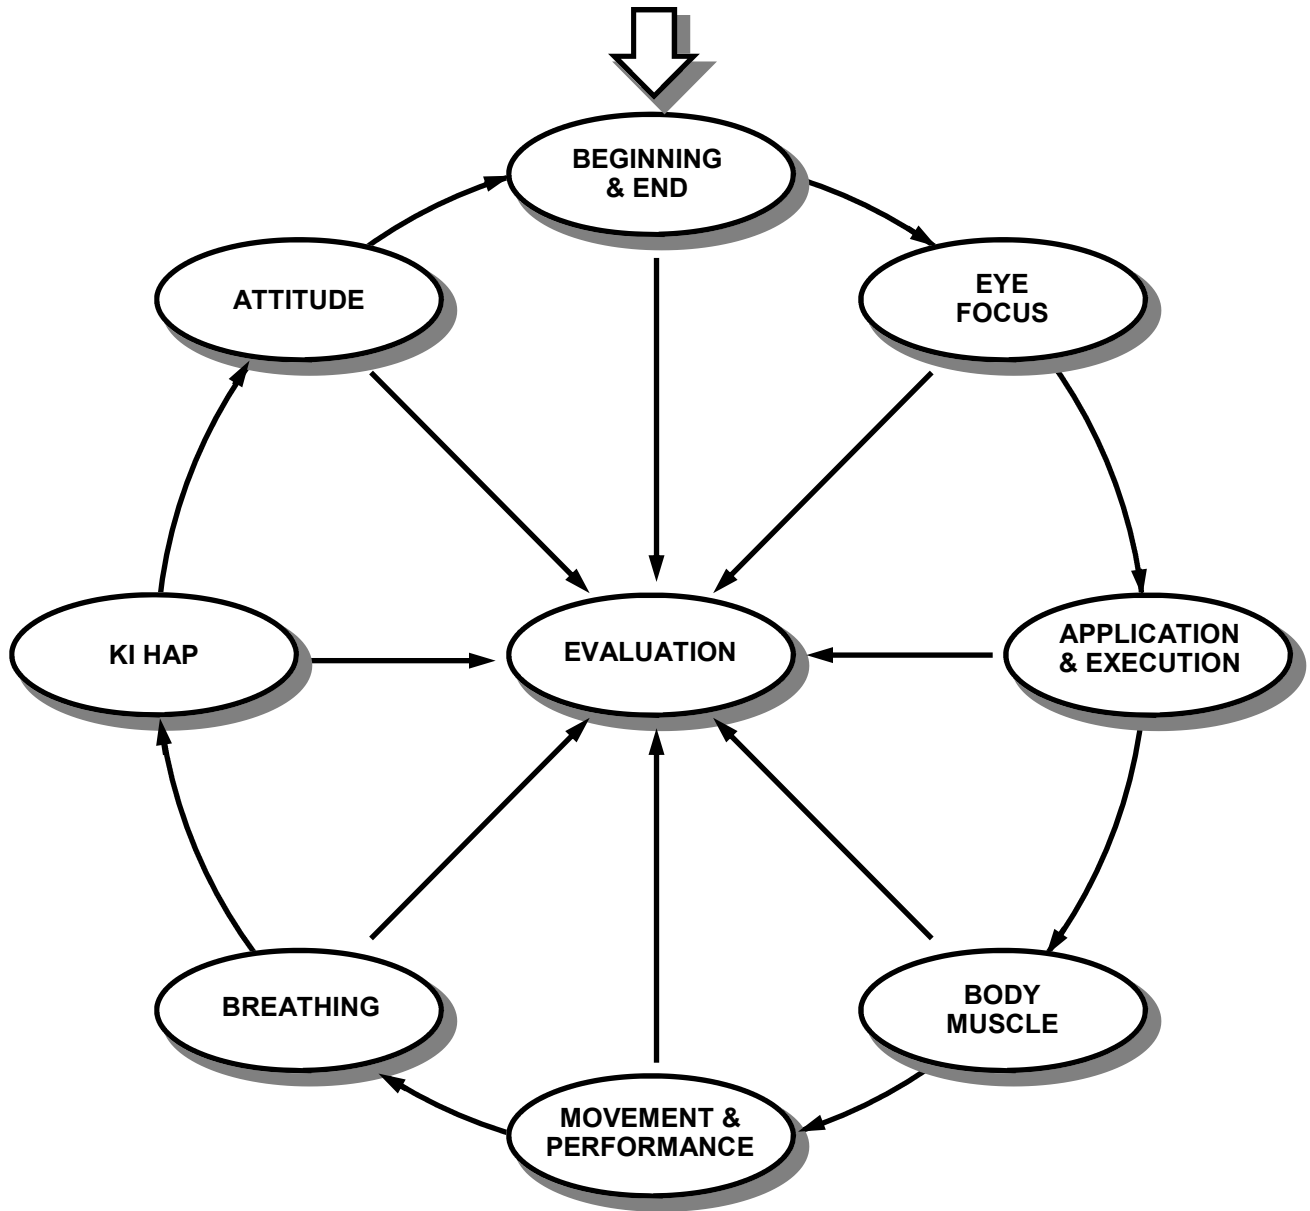 BEGINNING
& END
EYE
FOCUS
ATTITUDE
KI HAP
EVALUATION
APPLICATION
& EXECUTION
BREATHING
BODY
MUSCLE
MOVEMENT &
PERFORMANCE